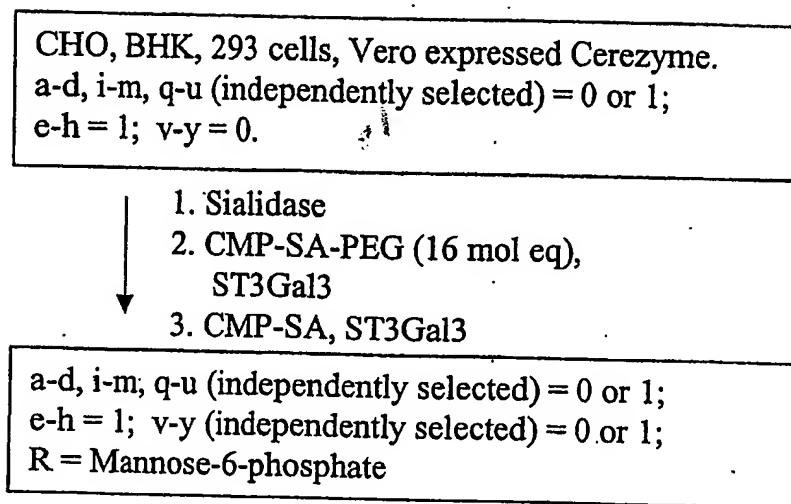 CHO, BHK, 293 cells, Vero expressed Cerezyme.
a-d, i-m, q-u (independently selected) = 0 or 1;
e-h = 1; v-y = 0.
1. Sialidase
2. CMP-SA-PEG (16 mol eq),
ST3Gal3
3. CMP-SA, ST3Gal3
a-d, i-m, q-u (independently selected) = 0 or 1;
e-h = 1; v-y (independently selected) = 0 or 1;
R = Mannose-6-phosphate